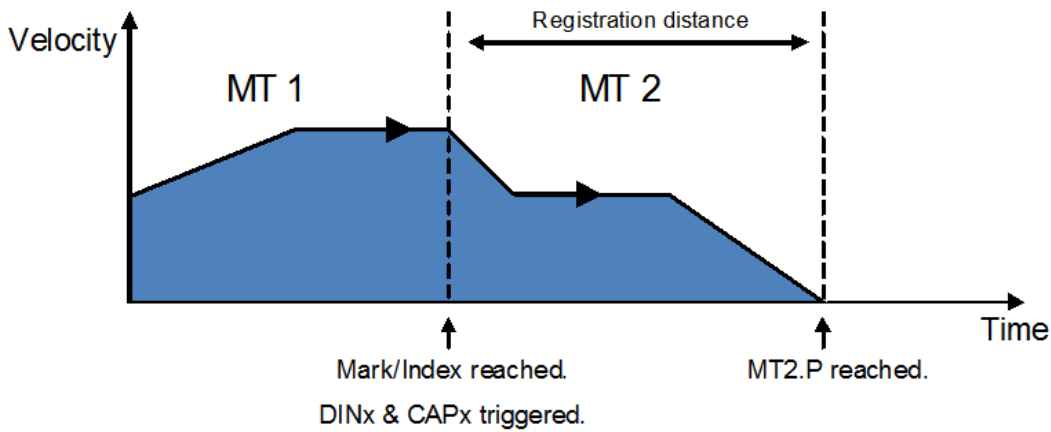 Registration distance
Velocity
MT 1
MT 2
Time
Mark/Index reached.
MT2.P reached.
DINx & CAPx triggered.